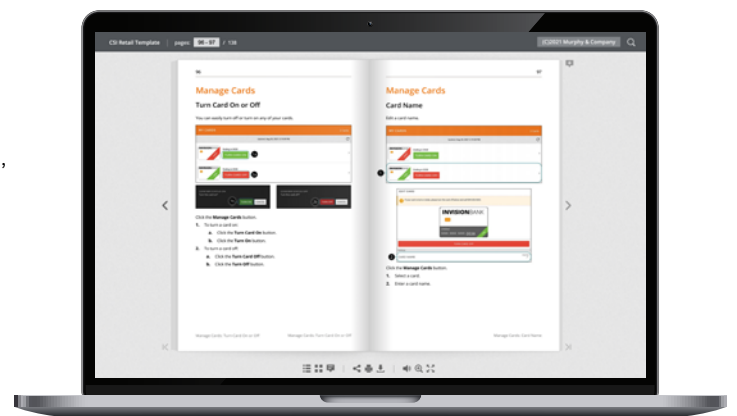 CSI Retail Template | pages: 96 - 97 / 138
(C)2021 Murphy & Company
96
Manage Cards
Turn Card On or Off
You can easily turn off or turn on any of your cards.
Click the Manage Cards button.
1. To turn a card on:
a. Click the Turn Card On button.
b. Click the Turn On button.
2. To turn a card off:
a. Click the Turn Card Off button.
b. Click the Turn Off button.
Manage Cards: Turn Card On or Off
Manage Cards: Turn Card On or Off
97
Manage Cards
Card Name
Edit a card name.
INVISIONBANK
Click the Manage Cards button.
1. Select a card.
2. Enter a card name.
Manage Cards: Card Name
,